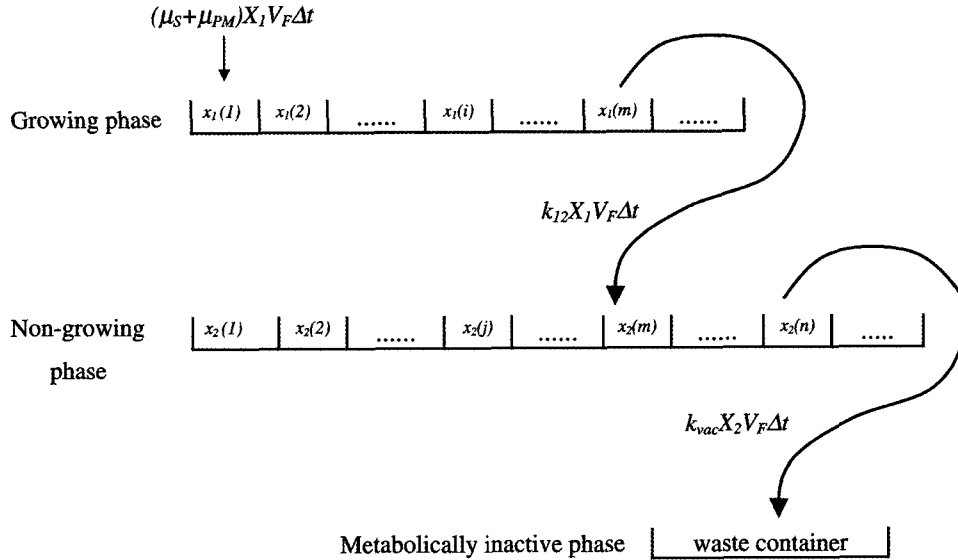 (μS+μPM)X1VFΔt
Growing phase x1(1) x1(2) ...... x1(i) ...... x1(m) ......
k12X1VFΔt
Non-growing x2(1) x2(2) ...... x2(j) ...... x2(m) ...... x2(n) .....
phase
kvacX2VFΔt
Metabolically inactive phase waste container